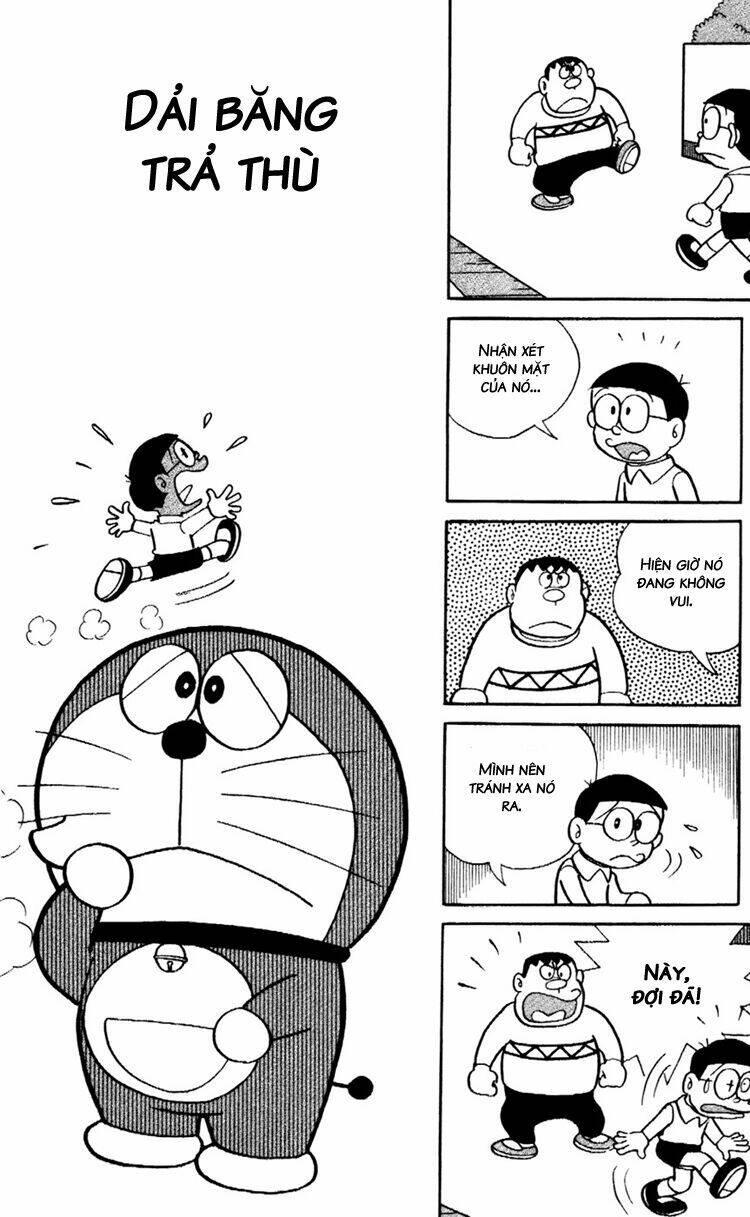 DẢI BĂNG
TRẢ THÙ
NHẬN XÉT
KHUÔN MẶT
CỦA NÓ...
HIỆN GIỜ NÓ
ĐANG KHÔNG
VUI.
MÌNH NÊN
TRÁNH XA NÓ
RA.
NÀY,
ĐỢI ĐÃ!